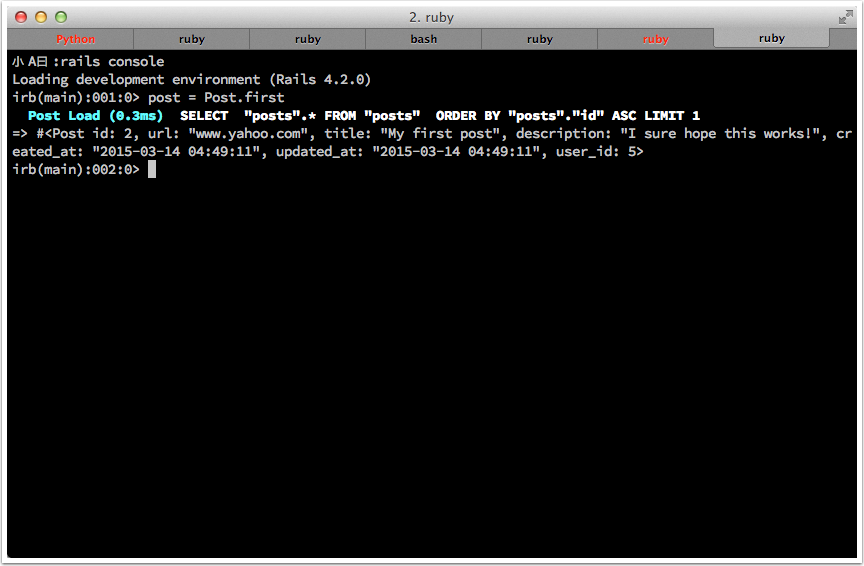 2. ruby
Python ruby ruby bash ruby ruby ruby
小 A日 :rails console
Loading development environment (Rails 4.2.0)
irb(main):001:0> post = Post.first
  Post Load (0.3ms)  SELECT  "posts".* FROM "posts"  ORDER BY "posts"."id" ASC LIMIT 1
=> #<Post id: 2, url: "www.yahoo.com", title: "My first post", description: "I sure hope this works!", cr
eated_at: "2015-03-14 04:49:11", updated_at: "2015-03-14 04:49:11", user_id: 5>
irb(main):002:0>